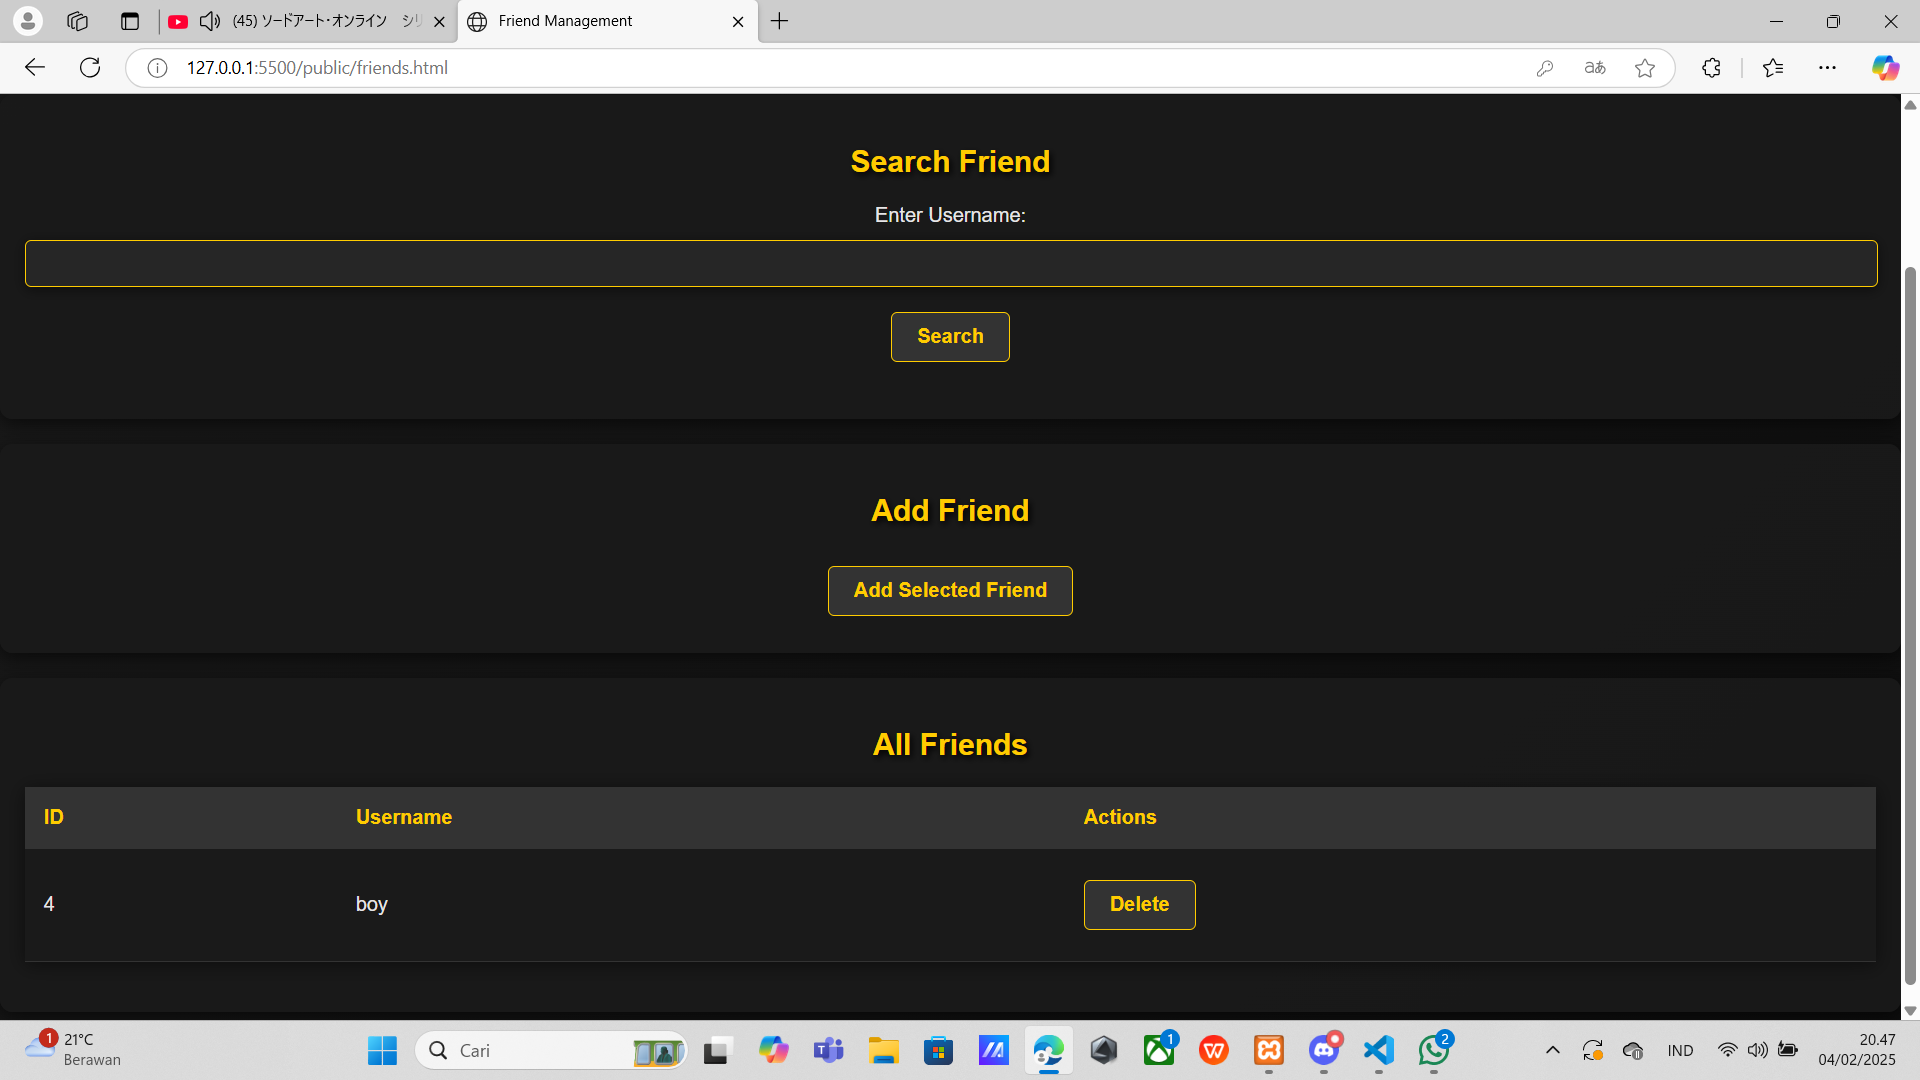 (45) ソードアート・オンライン シリ
Friend Management
127.0.0.1:5500/public/friends.html
aあ
Search Friend
Enter Username:
Search
Add Friend
Add Selected Friend
All Friends
ID Username Actions
4 boy Delete
1
21°C
Berawan
Cari
1
2
IND
20.47
04/02/2025